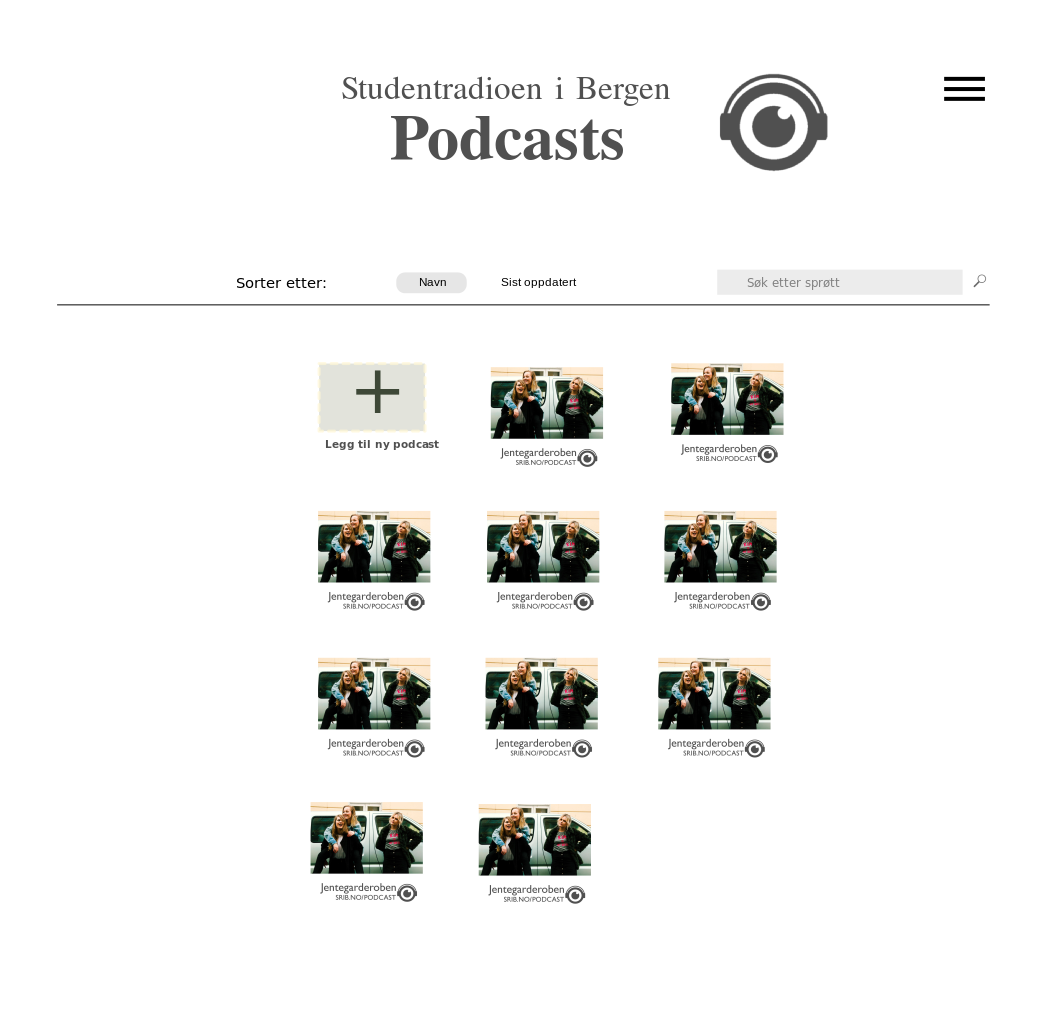 Studentradioen i Bergen
Podcasts
Sorter etter: Navn Sist oppdatert Søk etter sprøtt
Legg til ny podcast
Jentegarderoben
SRIB.NO/PODCAST
Jentegarderoben
SRIB.NO/PODCAST
Jentegarderoben
SRIB.NO/PODCAST
Jentegarderoben
SRIB.NO/PODCAST
Jentegarderoben
SRIB.NO/PODCAST
Jentegarderoben
SRIB.NO/PODCAST
Jentegarderoben
SRIB.NO/PODCAST
Jentegarderoben
SRIB.NO/PODCAST
Jentegarderoben
SRIB.NO/PODCAST
Jentegarderoben
SRIB.NO/PODCAST